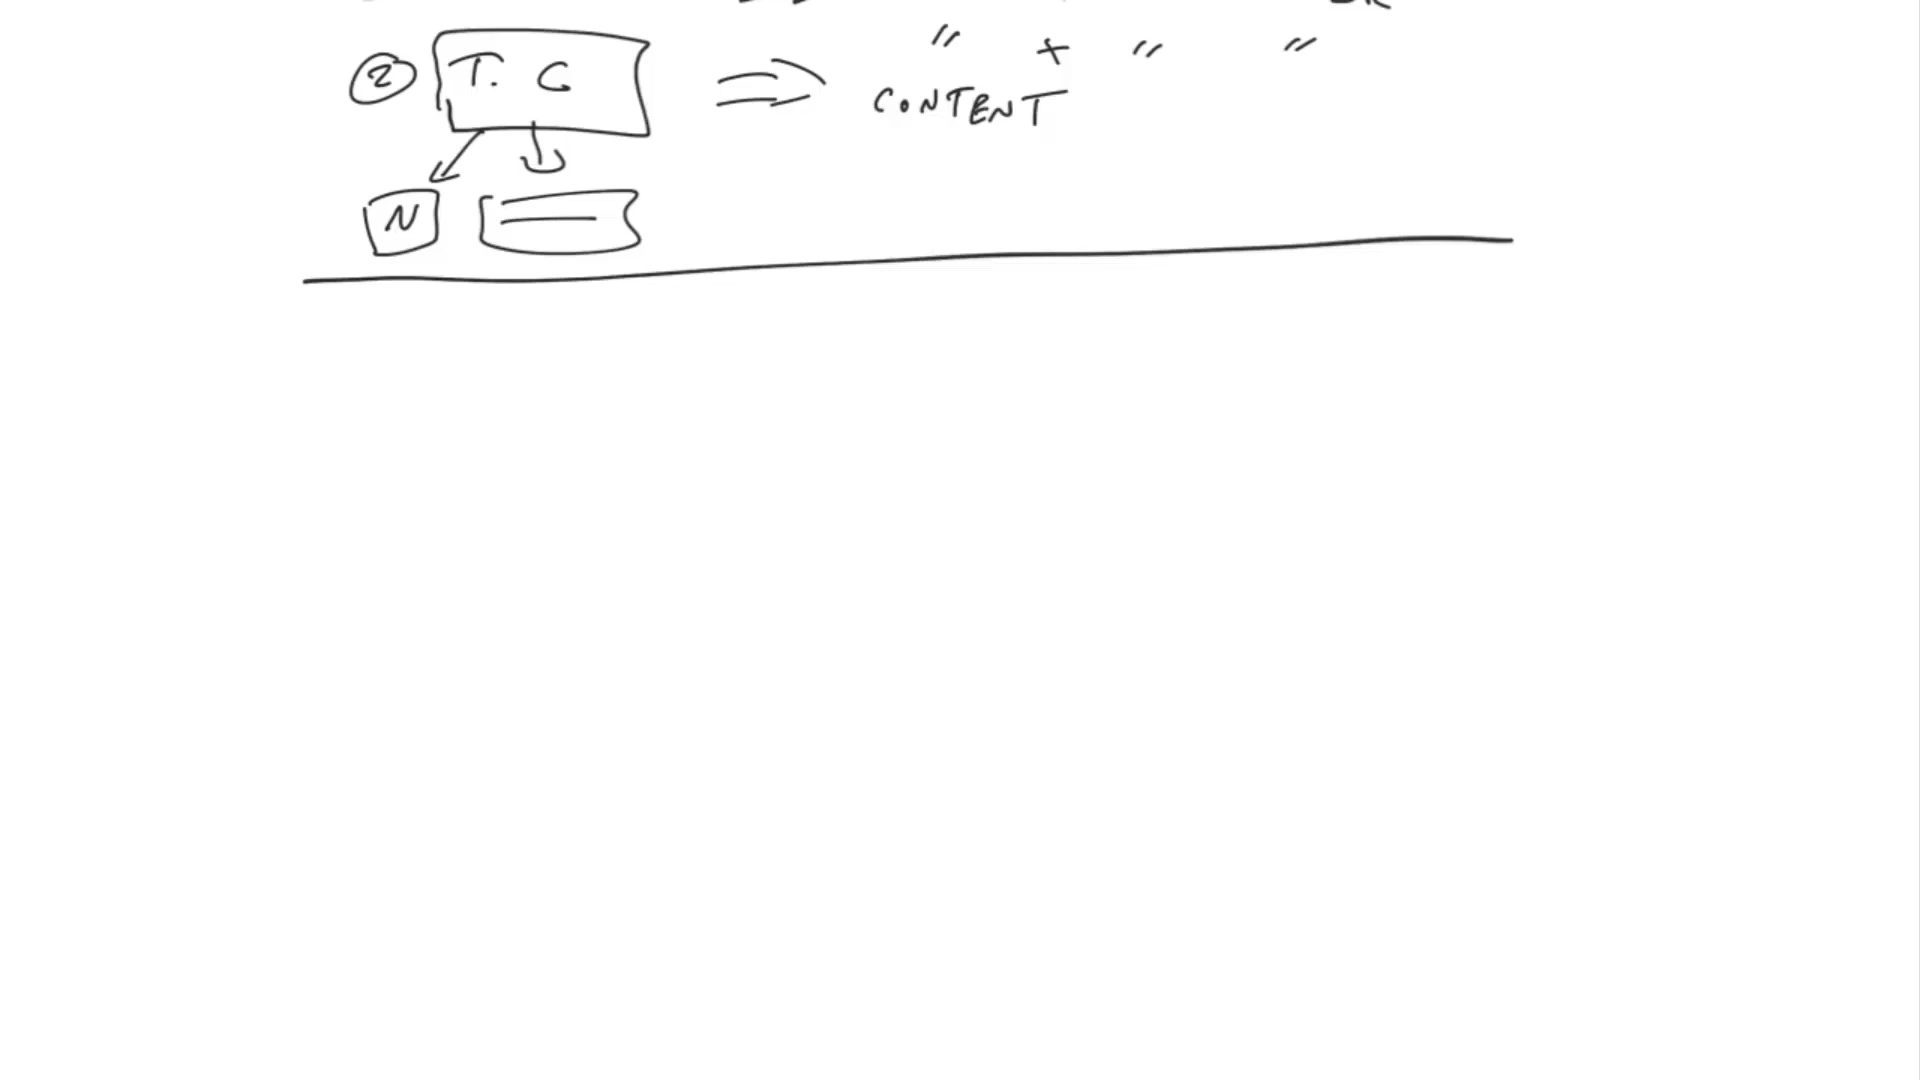 " + " "
② T. C ⇒ CONTENT
N